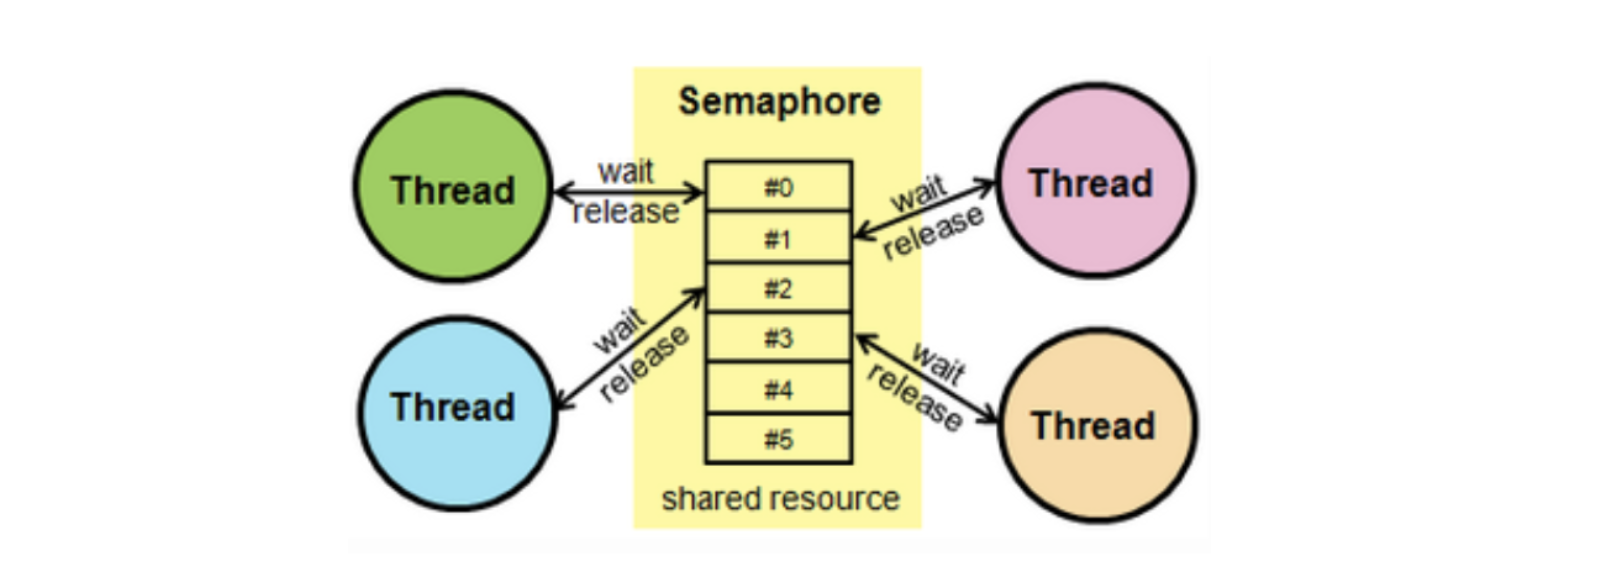 Semaphore
Thread
wait
release
#0
#1
#2
#3
#4
#5
wait
release
Thread
Thread
wait
release
wait
release
Thread
shared resource